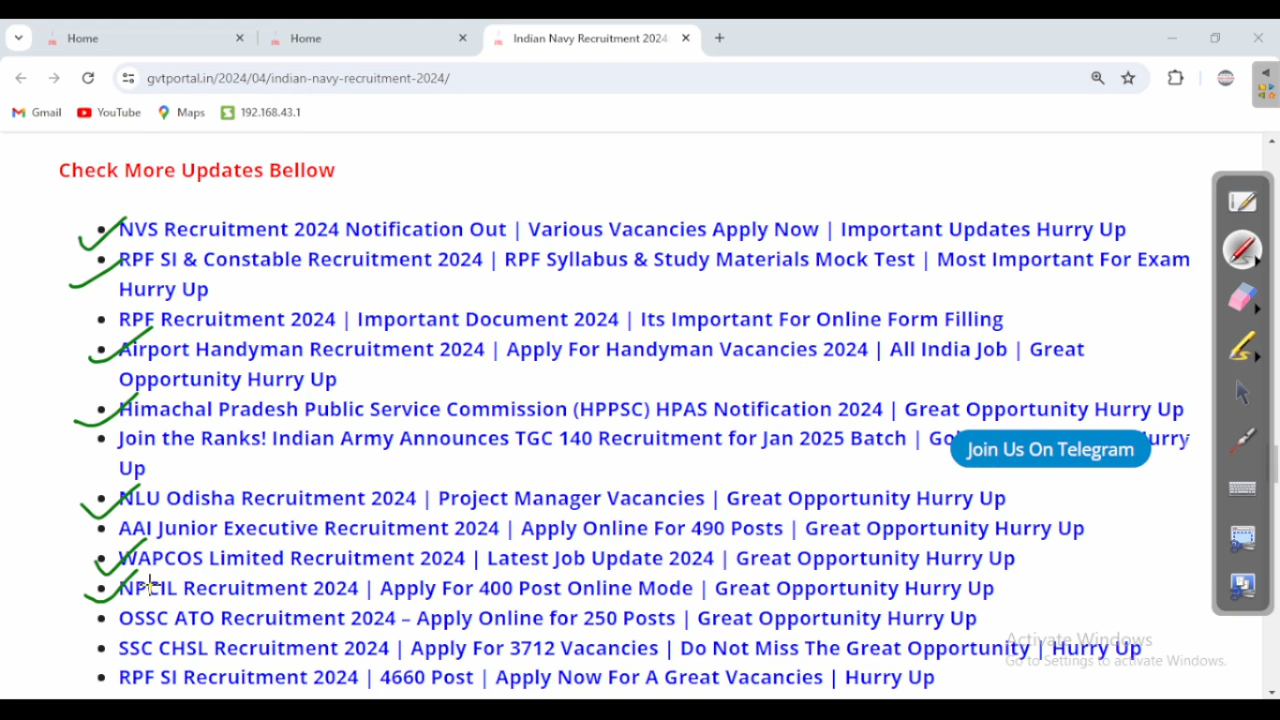 Home
Home
Indian Navy Recruitment 2024
gvtportal.in/2024/04/indian-navy-recruitment-2024/
Gmail
YouTube
Maps
192.168.43.1
Check More Updates Bellow
NVS Recruitment 2024 Notification Out | Various Vacancies Apply Now | Important Updates Hurry Up
RPF SI & Constable Recruitment 2024 | RPF Syllabus & Study Materials Mock Test | Most Important For Exam
Hurry Up
RPF Recruitment 2024 | Important Document 2024 | Its Important For Online Form Filling
Airport Handyman Recruitment 2024 | Apply For Handyman Vacancies 2024 | All India Job | Great
Opportunity Hurry Up
Himachal Pradesh Public Service Commission (HPPSC) HPAS Notification 2024 | Great Opportunity Hurry Up
Join the Ranks! Indian Army Announces TGC 140 Recruitment for Jan 2025 Batch |
Up
Join Us On Telegram
NLU Odisha Recruitment 2024 | Project Manager Vacancies | Great Opportunity Hurry Up
AAI Junior Executive Recruitment 2024 | Apply Online For 490 Posts | Great Opportunity Hurry Up
WAPCOS Limited Recruitment 2024 | Latest Job Update 2024 | Great Opportunity Hurry Up
NPCIL Recruitment 2024 | Apply For 400 Post Online Mode | Great Opportunity Hurry Up
OSSC ATO Recruitment 2024 – Apply Online for 250 Posts | Great Opportunity Hurry Up
SSC CHSL Recruitment 2024 | Apply For 3712 Vacancies | Do Not Miss The Great Opportunity | Hurry Up
RPF SI Recruitment 2024 | 4660 Post | Apply Now For A Great Vacancies | Hurry Up
Activate Windows
Go to Settings to activate Windows.